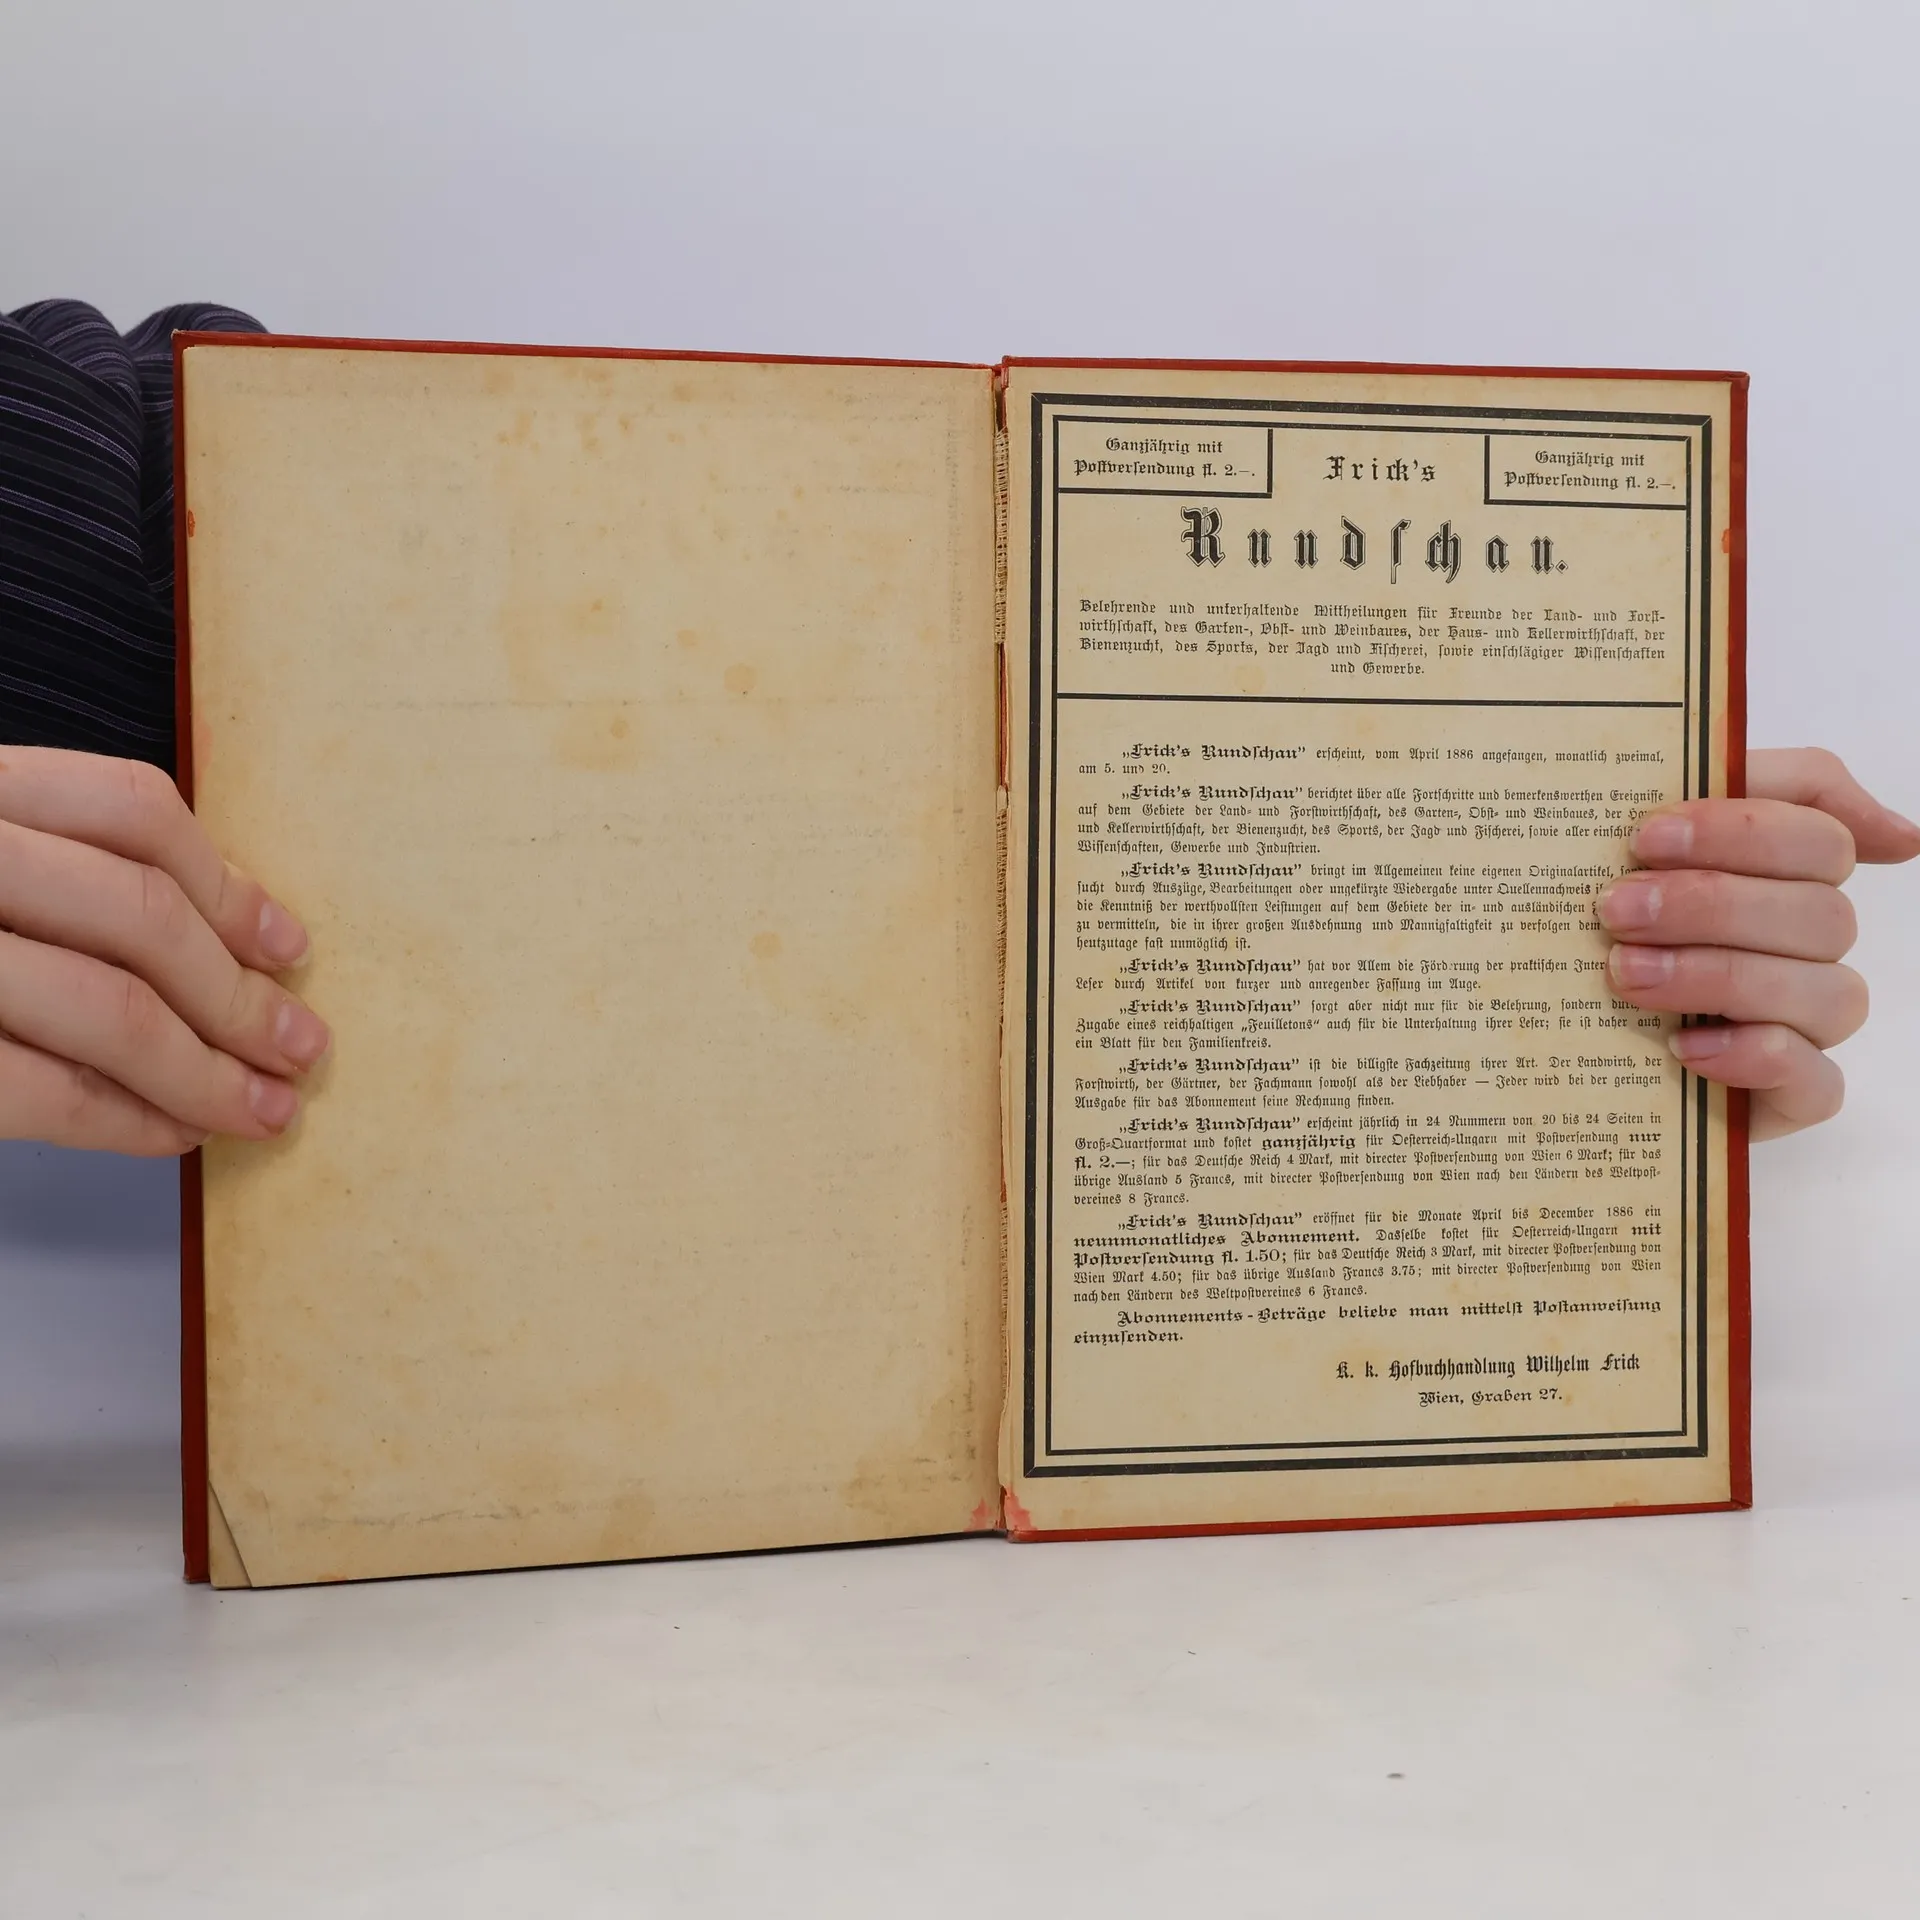 Ganzjährig mit
Postversendung fl. 2.—.
Frick's
Ganzjährig mit
Postversendung fl. 2.—.
Rundschau.
Belehrende und unterhaltende Mittheilungen für Freunde der Land- und Forst-
wirthschaft, des Garten-, Obst- und Weinbaues, der Haus- und Kellerwirthschaft, der
Bienenzucht, des Sports, der Jagd und Fischerei, sowie einschlägiger Wissenschaften
und Gewerbe.
„Frick's Rundschau" erscheint, vom April 1886 angefangen, monatlich zweimal,
am 5. und 20.
„Frick's Rundschau" berichtet über alle Fortschritte und bemerkenswerthen Ereignisse
auf dem Gebiete der Land- und Forstwirthschaft, des Garten-, Obst- und Weinbaues, der
und Kellerwirthschaft, der Bienenzucht, des Sports, der Jagd und Fischerei, sowie aller
Wissenschaften, Gewerbe und Industrien.
„Frick's Rundschau" bringt im Allgemeinen keine eigenen Originalartikel,
sucht durch Auszüge, Bearbeitungen oder ungekürzte Wiedergabe unter Quellennachweis
die Kenntniß der werthvollsten Leistungen auf dem Gebiete der in- und ausländischen
zu vermitteln, die in ihrer großen Ausdehnung und Mannigfaltigkeit zu verfolgen dem
heutzutage fast unmöglich ist.
„Frick's Rundschau" hat vor Allem die Förderung der praktischen
Leser durch Artikel von kurzer und anregender Fassung im Auge.
„Frick's Rundschau" sorgt aber nicht nur für die Belehrung, sondern
Zugabe eines reichhaltigen „Feuilletons" auch für die Unterhaltung ihrer Leser; sie ist daher auch
ein Blatt für den Familienkreis.
„Frick's Rundschau" ist die billigste Fachzeitung ihrer Art. Der Landwirth, der
Forstwirth, der Gärtner, der Fachmann sowohl als der Liebhaber — Jeder wird bei der geringen
Ausgabe für das Abonnement seine Rechnung finden.
„Frick's Rundschau" erscheint jährlich in 24 Nummern von 20 bis 24 Seiten in
Groß-Quartformat und kostet ganzjährig für Oesterreich-Ungarn mit Postversendung nur
fl. 2.—; für das Deutsche Reich 4 Mark, mit directer Postversendung von Wien 6 Mark; für das
übrige Ausland 5 Francs, mit directer Postversendung von Wien nach den Ländern des Weltpost-
vereines 8 Francs.
„Frick's Rundschau" eröffnet für die Monate April bis December 1886 ein
neunmonatliches Abonnement. Dasselbe kostet für Oesterreich-Ungarn mit
Postversendung fl. 1.50; für das Deutsche Reich 3 Mark, mit directer Postversendung von
Wien Mark 4.50; für das übrige Ausland Francs 3.75; mit directer Postversendung von Wien
nach den Ländern des Weltpostvereines 6 Francs.
Abonnements-Beträge beliebe man mittelst Postanweisung
einzusenden.
K. k. Hofbuchhandlung Wilhelm Frick
Wien, Graben 27.